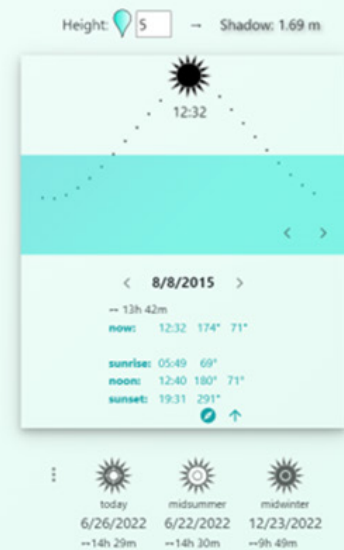 Height: 5 → Shadow: 1.69 m
12:32
< >
< 8/8/2015 >
↔ 13h 42m
now: 12:32 174° 71°
sunrise: 05:49 69°
noon: 12:40 180° 71°
sunset: 19:31 291°
today midsummer midwinter
6/26/2022 6/22/2022 12/23/2022
↔14h 29m ↔14h 30m ↔9h 49m